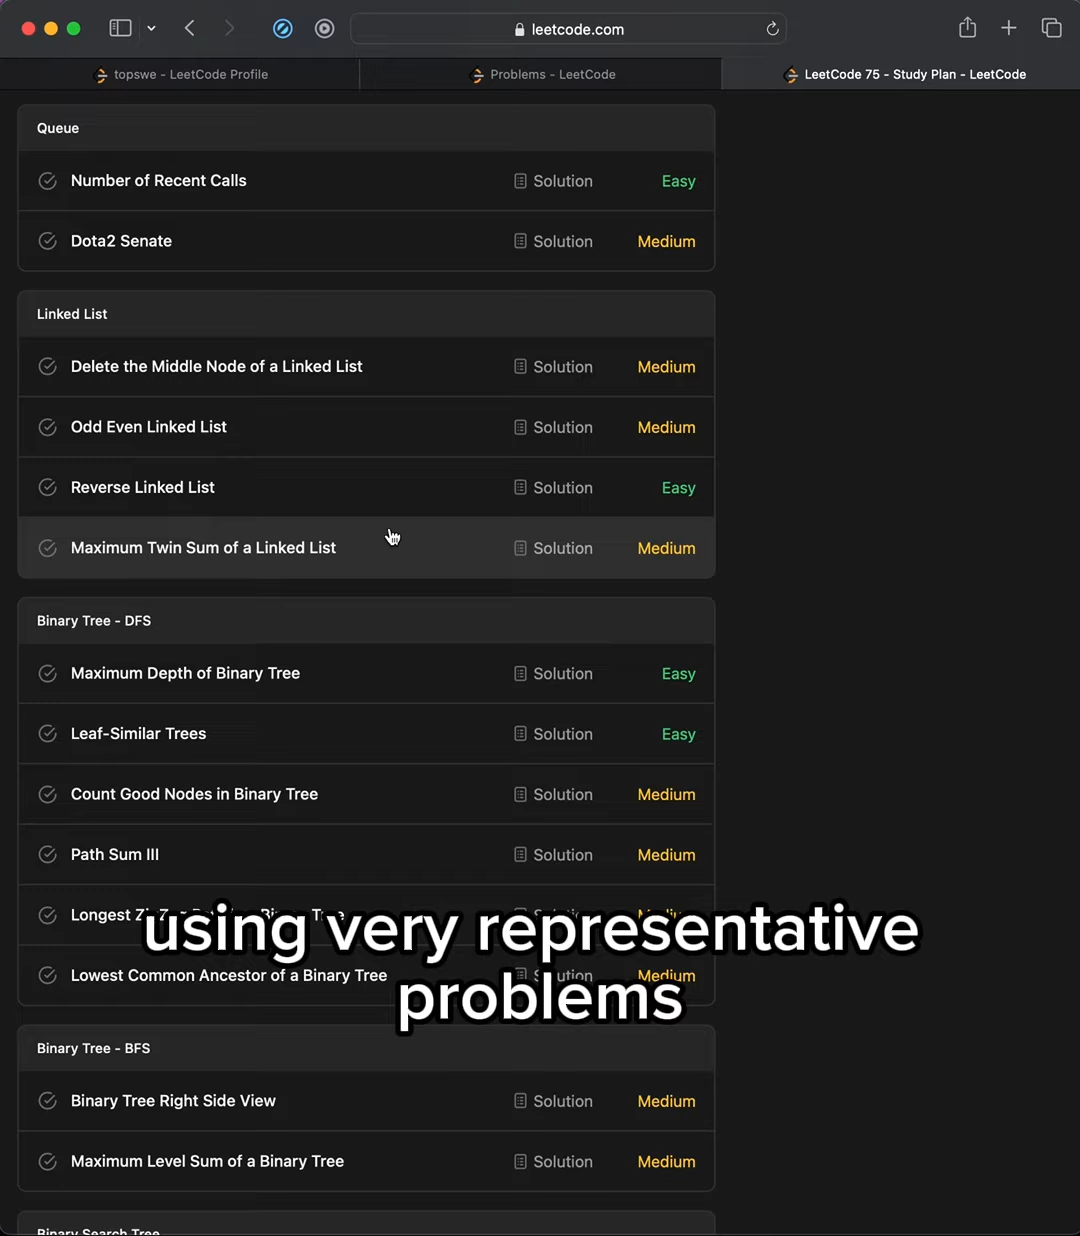 leetcode.com
topswe - LeetCode Profile
Problems - LeetCode
LeetCode 75 - Study Plan - LeetCode
Queue
Number of Recent Calls Solution Easy
Dota2 Senate Solution Medium
Linked List
Delete the Middle Node of a Linked List Solution Medium
Odd Even Linked List Solution Medium
Reverse Linked List Solution Easy
Maximum Twin Sum of a Linked List Solution Medium
Binary Tree - DFS
Maximum Depth of Binary Tree Solution Easy
Leaf-Similar Trees Solution Easy
Count Good Nodes in Binary Tree Solution Medium
Path Sum III Solution Medium
Longest
using very representative
Lowest Common Ancestor of a Binary Tree Solution Medium
problems
Binary Tree - BFS
Binary Tree Right Side View Solution Medium
Maximum Level Sum of a Binary Tree Solution Medium
Binary Search Tree